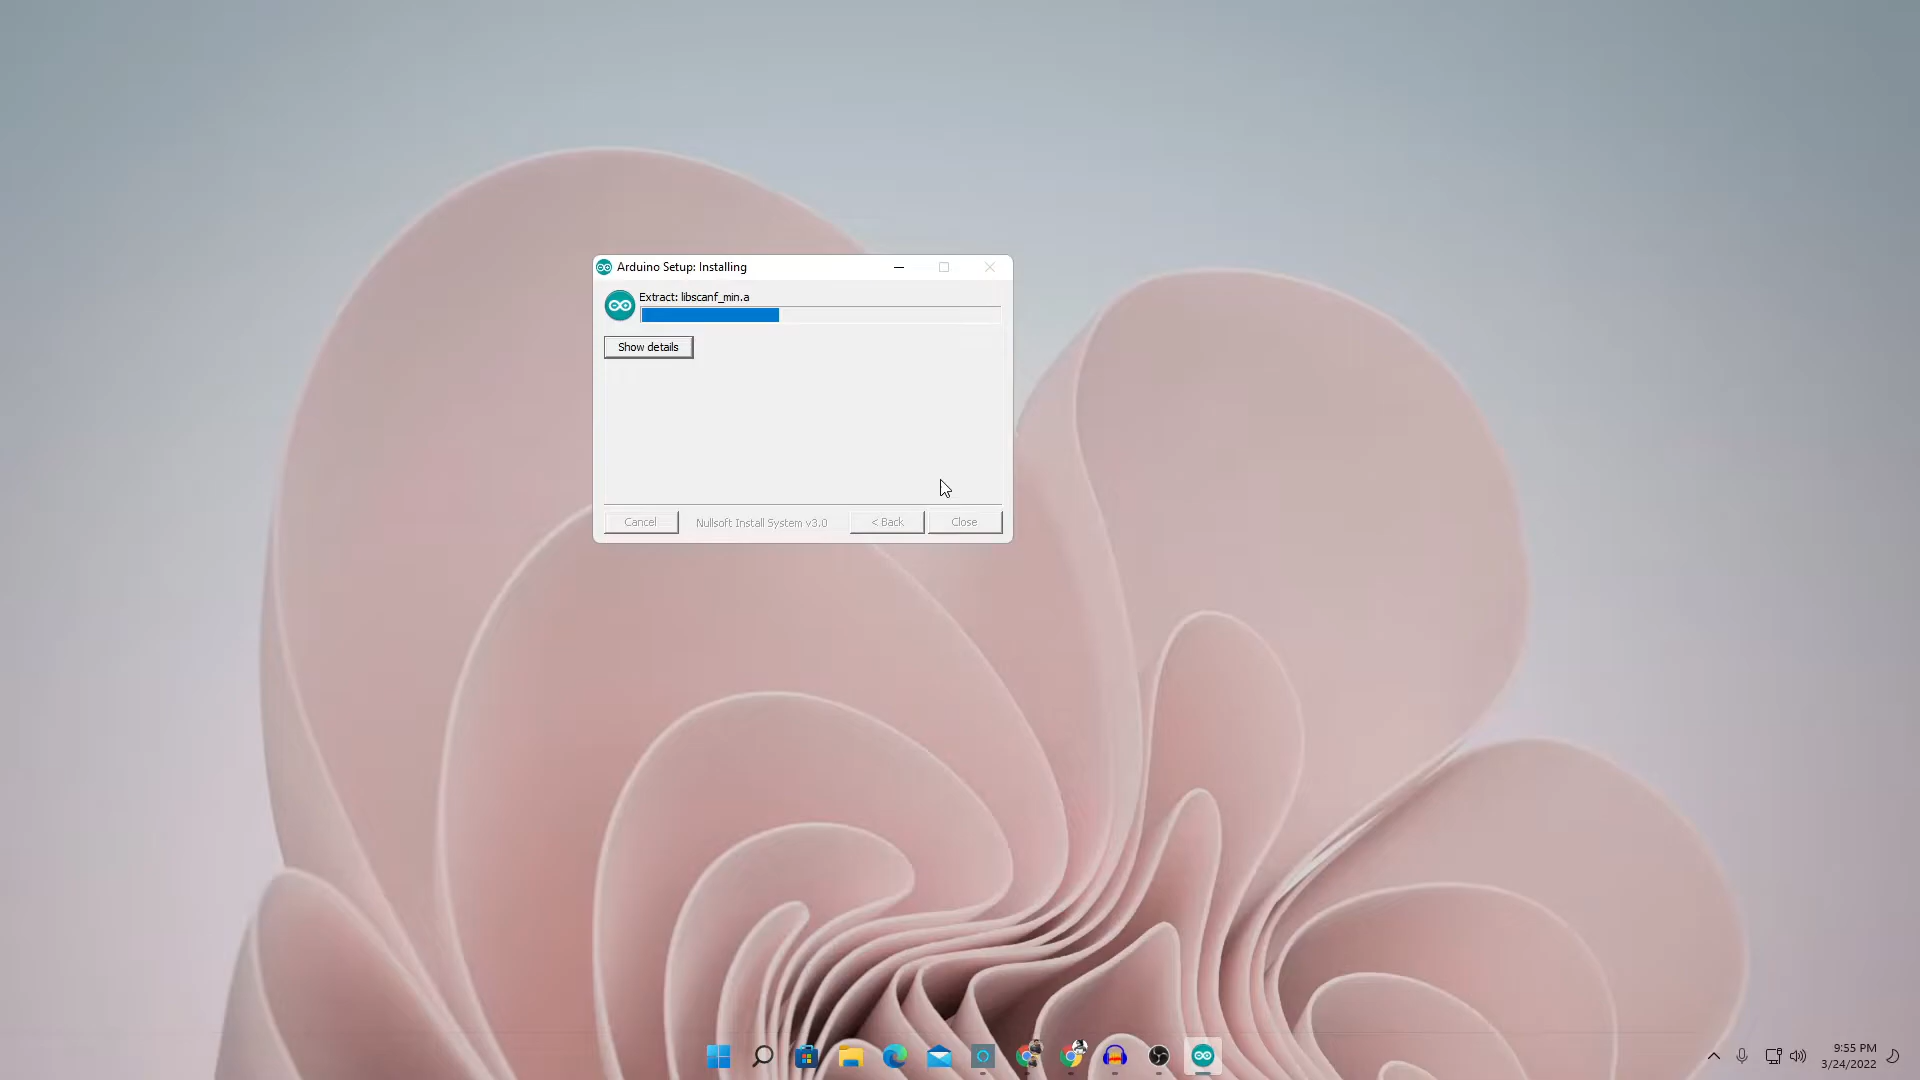 Arduino Setup: Installing
Extract: libscanf_min.a
Show details
Cancel
Nullsoft Install System v3.0
< Back
Close
9:55 PM
3/24/2022